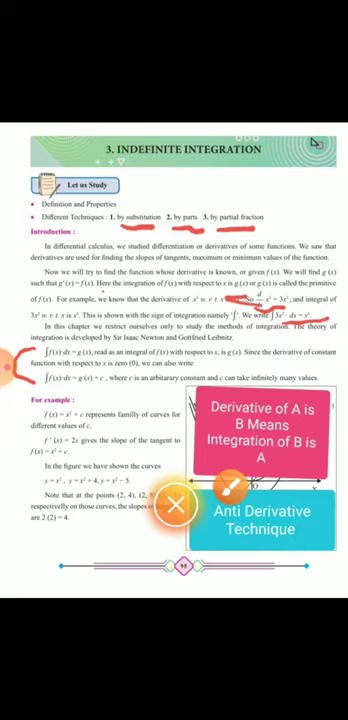 3. INDEFINITE INTEGRATION
Let us Study
• Definition and Properties
• Different Techniques : 1. by substitution 2. by parts 3. by partial fraction
Introduction :
In differential calculus, we studied differentiation or derivatives of some functions. We saw that
derivatives are used for finding the slopes of tangents, maximum or minimum values of the function.
Now we will try to find the function whose derivative is known, or given f(x). We will find g (x)
such that g'(x) = f(x). Here the integration of f(x) with respect to x is g (x) or g (x) is called the primitive
of f(x). For example, we know that the derivative of x³ w. r. t. x So d/dx x³ = 3x²; and integral of
3x² w. r. t. x is x³. This is shown with the sign of integration namely '∫'. We write ∫3x² · dx = x³.
In this chapter we restrict ourselves only to study the methods of integration. The theory of
integration is developed by Sir Isaac Newton and Gottfried Leibnitz.
∫f(x)·dx = g (x), read as an integral of f(x) with respect to x, is g (x). Since the derivative of constant
function with respect to x is zero (0), we can also write
∫f(x)·dx = g (x) + c , where c is an arbitarary constant and c can take infinitely many values.
For example :
f(x) = x² + c represents familly of curves for
different values of c.
f ' (x) = 2x gives the slope of the tangent to
f(x) = x² + c.
In the figure we have shown the curves
y = x² , y = x² + 4, y = x² − 5.
Note that at the points (2, 4), (2, 8)
respectivelly on those curves, the slopes
are 2 (2) = 4.
Derivative of A is
B Means
Integration of B is
A
Anti Derivative
Technique
95